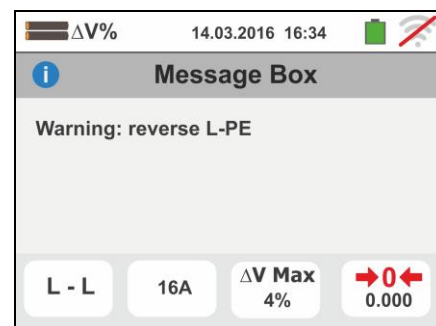 ΔV% 14.03.2016 16:34
i Message Box
Warning: reverse L-PE
L - L 16A ΔV Max 4% →0← 0.000